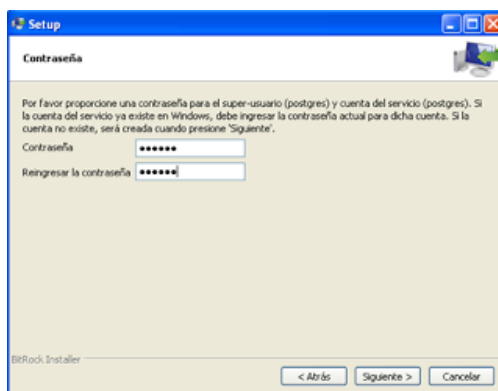 Setup
Contraseña
Por favor proporcione una contraseña para el super-usuario (postgres) y cuenta del servicio (postgres). Si
la cuenta del servicio ya existe en Windows, debe ingresar la contraseña actual para dicha cuenta. Si la
cuenta no existe, será creada cuando presione 'Siguiente'.
Contraseña ••••••
Reingresar la contraseña ••••••
BitRock Installer
< Atrás Siguiente > Cancelar